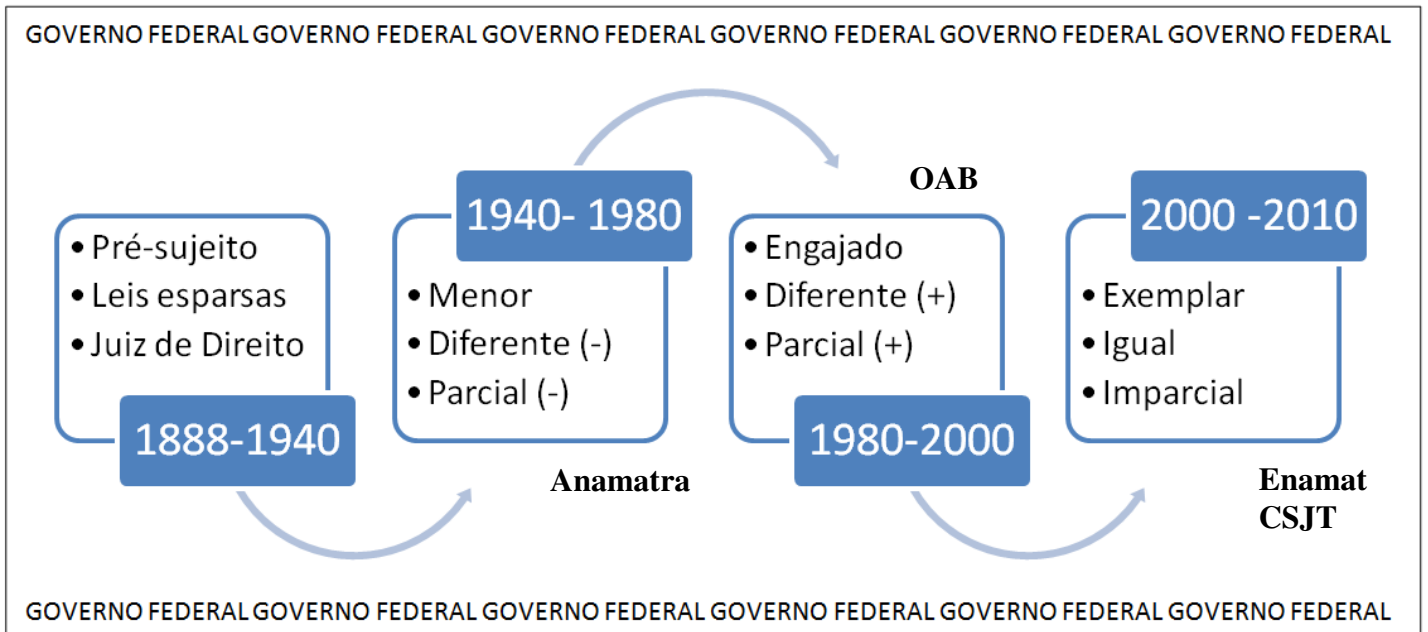 GOVERNO FEDERAL GOVERNO FEDERAL GOVERNO FEDERAL GOVERNO FEDERAL GOVERNO FEDERAL GOVERNO FEDERAL
• Pré-sujeito
• Leis esparsas
• Juiz de Direito
1888-1940
1940- 1980
• Menor
• Diferente (-)
• Parcial (-)
Anamatra
OAB
• Engajado
• Diferente (+)
• Parcial (+)
1980-2000
2000 -2010
• Exemplar
• Igual
• Imparcial
Enamat
CSJT
GOVERNO FEDERAL GOVERNO FEDERAL GOVERNO FEDERAL GOVERNO FEDERAL GOVERNO FEDERAL GOVERNO FEDERAL